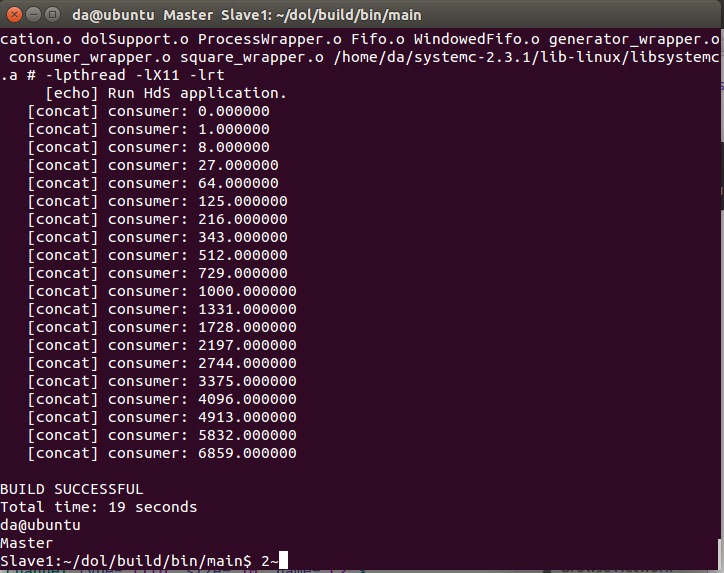 da@ubuntu Master Slave1: ~/dol/build/bin/main
cation.o dolSupport.o ProcessWrapper.o Fifo.o WindowedFifo.o generator_wrapper.o
consumer_wrapper.o square_wrapper.o /home/da/systemc-2.3.1/lib-linux/libsystemc
.a # -lpthread -lX11 -lrt
[echo] Run HdS application.
[concat] consumer: 0.000000
[concat] consumer: 1.000000
[concat] consumer: 8.000000
[concat] consumer: 27.000000
[concat] consumer: 64.000000
[concat] consumer: 125.000000
[concat] consumer: 216.000000
[concat] consumer: 343.000000
[concat] consumer: 512.000000
[concat] consumer: 729.000000
[concat] consumer: 1000.000000
[concat] consumer: 1331.000000
[concat] consumer: 1728.000000
[concat] consumer: 2197.000000
[concat] consumer: 2744.000000
[concat] consumer: 3375.000000
[concat] consumer: 4096.000000
[concat] consumer: 4913.000000
[concat] consumer: 5832.000000
[concat] consumer: 6859.000000
BUILD SUCCESSFUL
Total time: 19 seconds
da@ubuntu
Master
Slave1:~/dol/build/bin/main$ 2~